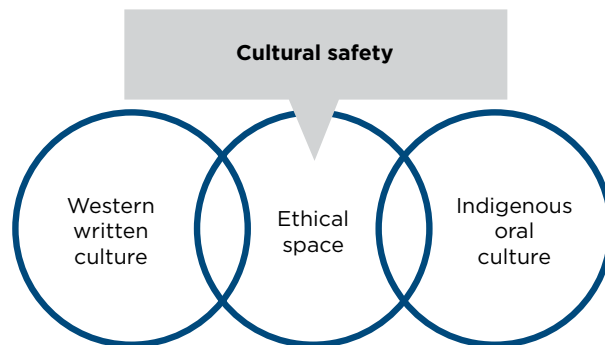 Cultural safety
Western
written
culture
Ethical
space
Indigenous
oral
culture